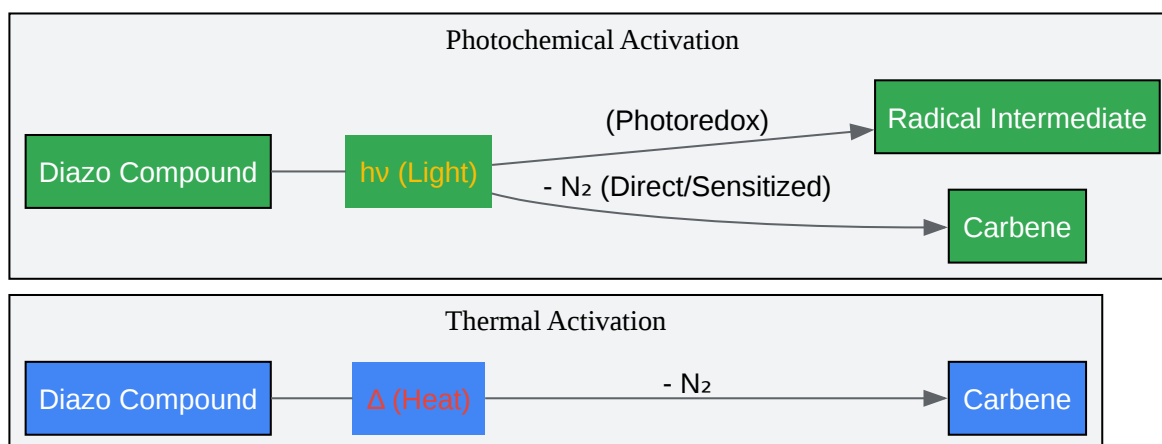 Photochemical Activation
(Photoredox)
Radical Intermediate
Diazo Compound
hν (Light)
- N₂ (Direct/Sensitized)
Carbene
Thermal Activation
Diazo Compound
Δ (Heat)
- N₂
Carbene